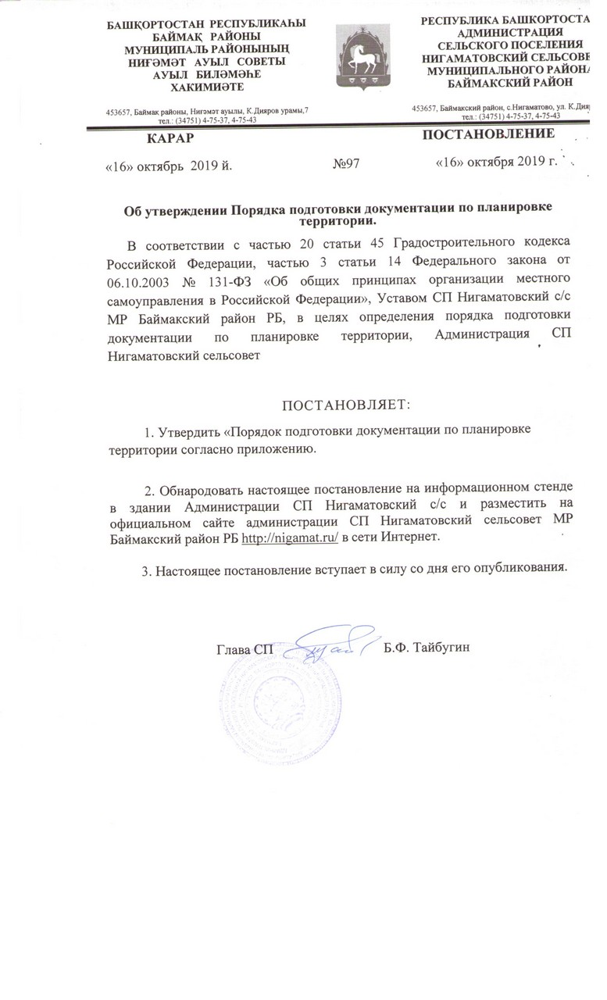 БАШҚОРТОСТАН РЕСПУБЛИКАҺЫ
БАЙМАҚ РАЙОНЫ
МУНИЦИПАЛЬ РАЙОНЫНЫҢ
НИҒӘМӘТ АУЫЛ СОВЕТЫ
АУЫЛ БИЛӘМӘҺЕ
ХАКИМИӘТЕ
453657, Баймак районы, Ниғәмәт ауылы, К.Дияров урамы,7
тел.: (34751) 4-75-37, 4-75-43
РЕСПУБЛИКА БАШКОРТОСТА
АДМИНИСТРАЦИЯ
СЕЛЬСКОГО ПОСЕЛЕНИЯ
НИГАМАТОВСКИЙ СЕЛЬСОВЕ
МУНИЦИПАЛЬНОГО РАЙОНА
БАЙМАКСКИЙ РАЙОН
453657, Баймакский район, с.Нигаматово, ул. К.Дияр
тел.: (34751) 4-75-37, 4-75-43
КАРАР ПОСТАНОВЛЕНИЕ
«16» октябрь 2019 й. №97 «16» октября 2019 г.
Об утверждении Порядка подготовки документации по планировке
территории.
В соответствии с частью 20 статьи 45 Градостроительного кодекса
Российской Федерации, частью 3 статьи 14 Федерального закона от
06.10.2003 № 131-ФЗ «Об общих принципах организации местного
самоуправления в Российской Федерации», Уставом СП Нигаматовский с/с
МР Баймакский район РБ, в целях определения порядка подготовки
документации по планировке территории, Администрация СП
Нигаматовский сельсовет
ПОСТАНОВЛЯЕТ:
1. Утвердить «Порядок подготовки документации по планировке
территории согласно приложению.
2. Обнародовать настоящее постановление на информационном стенде
в здании Администрации СП Нигаматовский с/с и разместить на
официальном сайте администрации СП Нигаматовский сельсовет МР
Баймакский район РБ http://nigamat.ru/ в сети Интернет.
3. Настоящее постановление вступает в силу со дня его опубликования.
Глава СП Б.Ф. Тайбугин